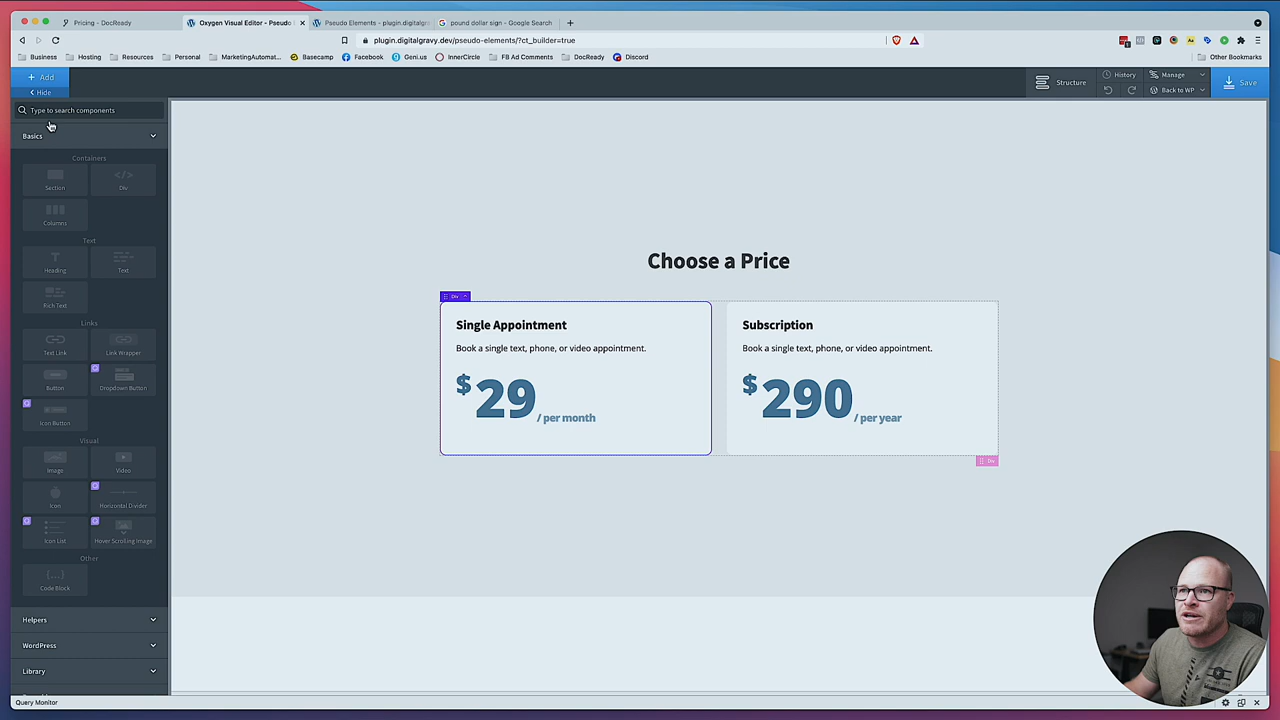 Pricing - DocReady
Oxygen Visual Editor - Pseudo
Pseudo Elements - plugin.digitalgr
pound dollar sign - Google Search
plugin.digitalgravy.dev/pseudo-elements/?ct_builder=true
Business
Hosting
Resources
Personal
MarketingAutomat...
Basecamp
Facebook
Geni.us
InnerCircle
FB Ad Comments
DocReady
Discord
Other Bookmarks
+ Add
< Hide
Structure
History
Manage
Back to WP
Save
Type to search components
Basics
Containers
Section
Div
Columns
Text
Heading
Text
Rich Text
Links
Text Link
Link Wrapper
Button
Dropdown Button
Icon Button
Visual
Image
Video
Icon
Horizontal Divider
Icon List
Hover Scrolling Image
Other
Code Block
Helpers
WordPress
Library
Choose a Price
Div
Single Appointment
Book a single text, phone, or video appointment.
$29 / per month
Subscription
Book a single text, phone, or video appointment.
$290 / per year
Div
Query Monitor